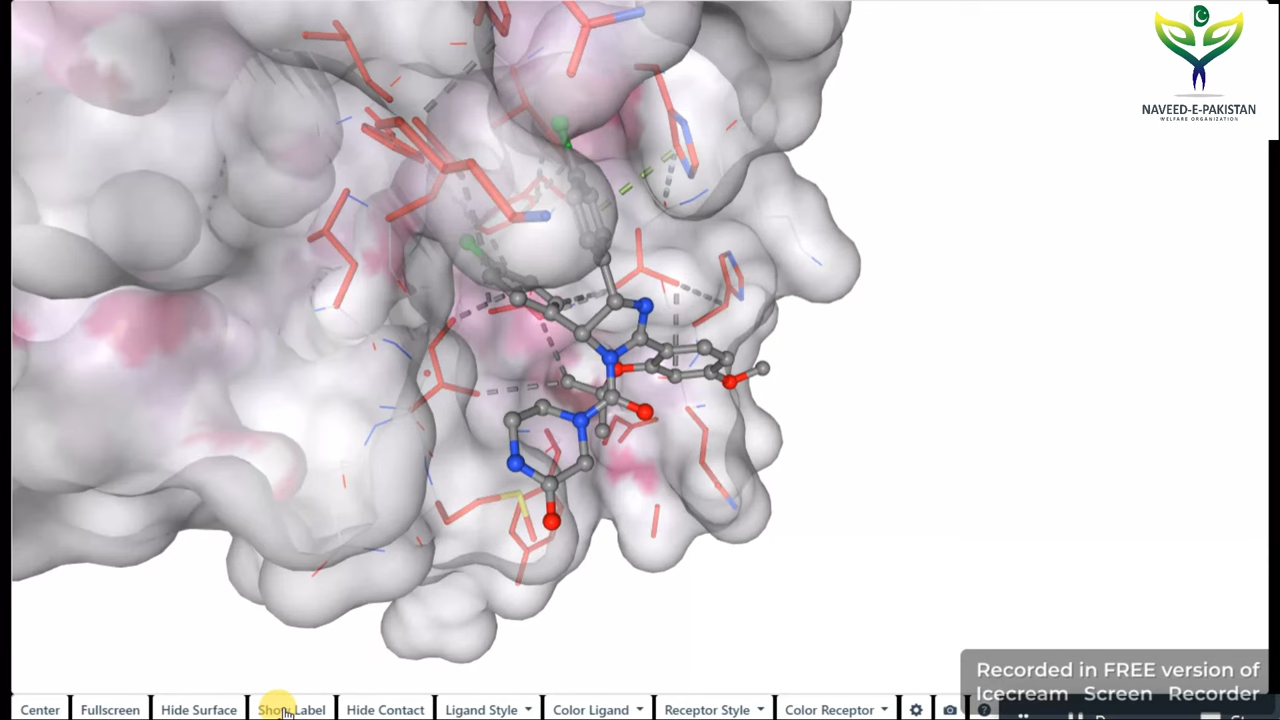 NAVEED-E-PAKISTAN
WELFARE ORGANIZATION
Recorded in FREE version of
Icecream Screen Recorder
Center
Fullscreen
Hide Surface
Show Label
Hide Contact
Ligand Style
Color Ligand
Receptor Style
Color Receptor